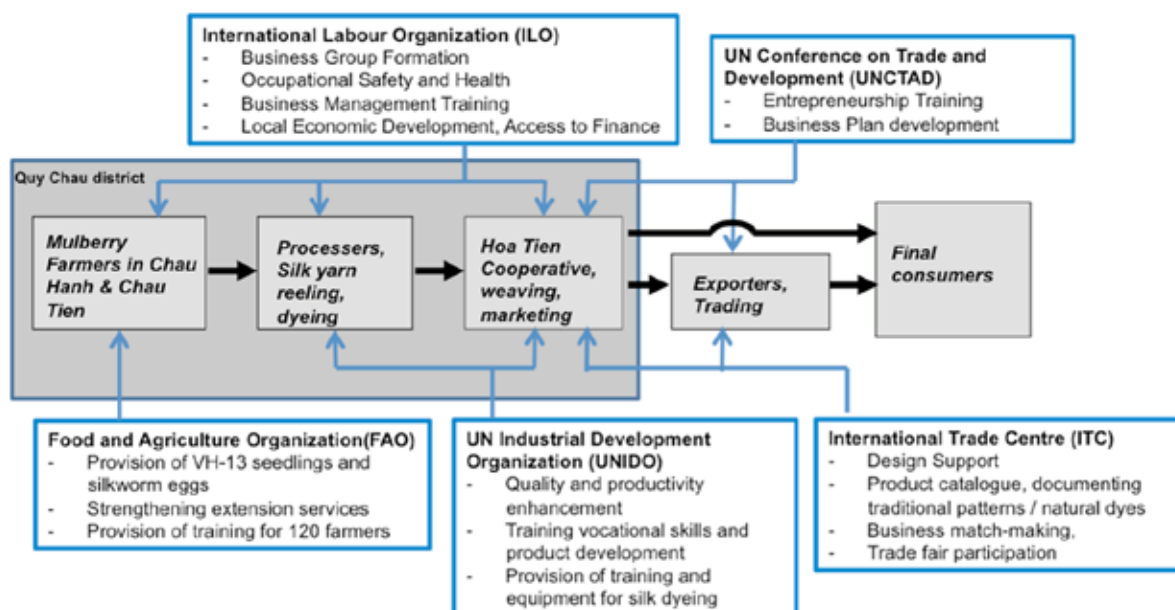 International Labour Organization (ILO)
- Business Group Formation
- Occupational Safety and Health
- Business Management Training
- Local Economic Development, Access to Finance
UN Conference on Trade and
Development (UNCTAD)
- Entrepreneurship Training
- Business Plan development
Quy Chau district
Mulberry
Farmers in Chau
Hanh & Chau
Tien
Processers,
Silk yarn
reeling,
dyeing
Hoa Tien
Cooperative,
weaving,
marketing
Exporters,
Trading
Final
consumers
Food and Agriculture Organization(FAO)
- Provision of VH-13 seedlings and
silkworm eggs
- Strengthening extension services
- Provision of training for 120 farmers
UN Industrial Development
Organization (UNIDO)
- Quality and productivity
enhancement
- Training vocational skills and
product development
- Provision of training and
equipment for silk dyeing
International Trade Centre (ITC)
- Design Support
- Product catalogue, documenting
traditional patterns / natural dyes
- Business match-making,
- Trade fair participation